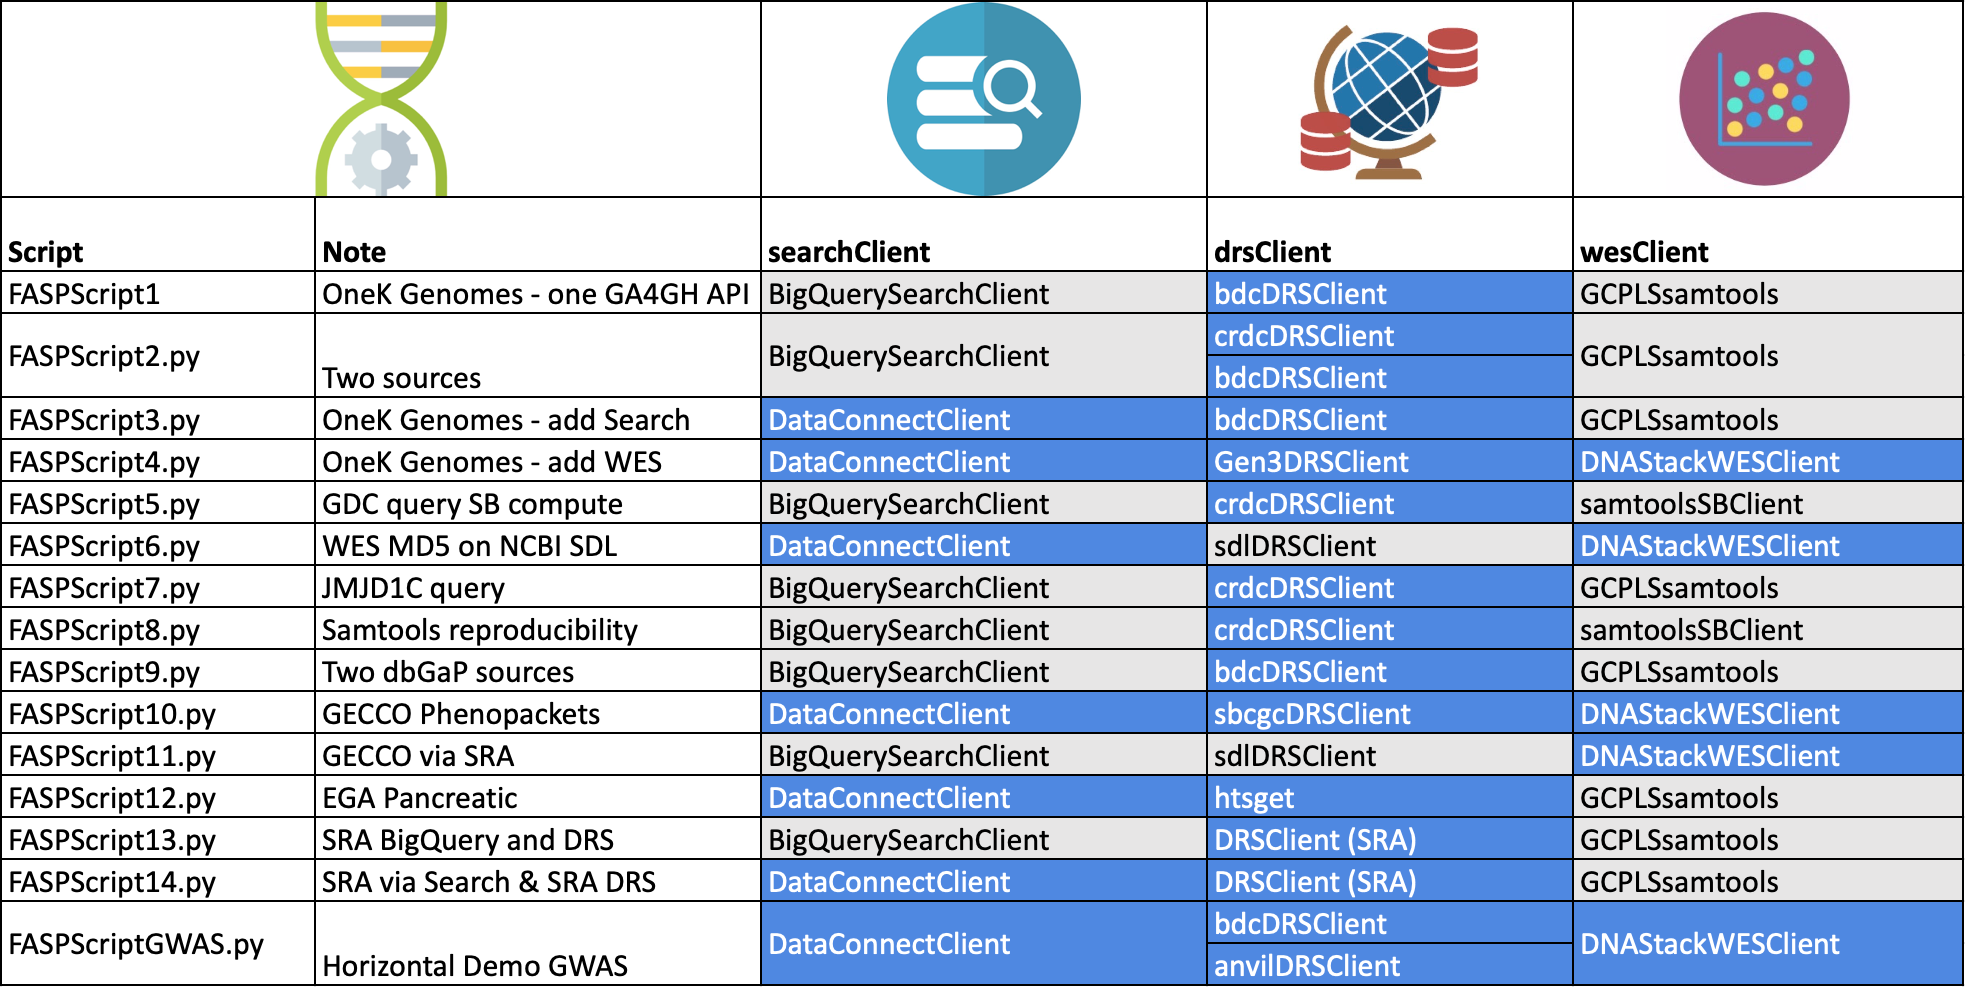 Script Note searchClient drsClient wesClient
FASPScript1 OneK Genomes - one GA4GH API BigQuerySearchClient bdcDRSClient GCPLSsamtools
FASPScript2.py Two sources BigQuerySearchClient crdcDRSClient GCPLSsamtools
bdcDRSClient
FASPScript3.py OneK Genomes - add Search DataConnectClient bdcDRSClient GCPLSsamtools
FASPScript4.py OneK Genomes - add WES DataConnectClient Gen3DRSClient DNAStackWESClient
FASPScript5.py GDC query SB compute BigQuerySearchClient crdcDRSClient samtoolsSBClient
FASPScript6.py WES MD5 on NCBI SDL DataConnectClient sdlDRSClient DNAStackWESClient
FASPScript7.py JMJD1C query BigQuerySearchClient crdcDRSClient GCPLSsamtools
FASPScript8.py Samtools reproducibility BigQuerySearchClient crdcDRSClient samtoolsSBClient
FASPScript9.py Two dbGaP sources BigQuerySearchClient bdcDRSClient GCPLSsamtools
FASPScript10.py GECCO Phenopackets DataConnectClient sbcgcDRSClient DNAStackWESClient
FASPScript11.py GECCO via SRA BigQuerySearchClient sdlDRSClient DNAStackWESClient
FASPScript12.py EGA Pancreatic DataConnectClient htsget GCPLSsamtools
FASPScript13.py SRA BigQuery and DRS BigQuerySearchClient DRSClient (SRA) GCPLSsamtools
FASPScript14.py SRA via Search & SRA DRS DataConnectClient DRSClient (SRA) GCPLSsamtools
FASPScriptGWAS.py Horizontal Demo GWAS DataConnectClient bdcDRSClient DNAStackWESClient
anvilDRSClient